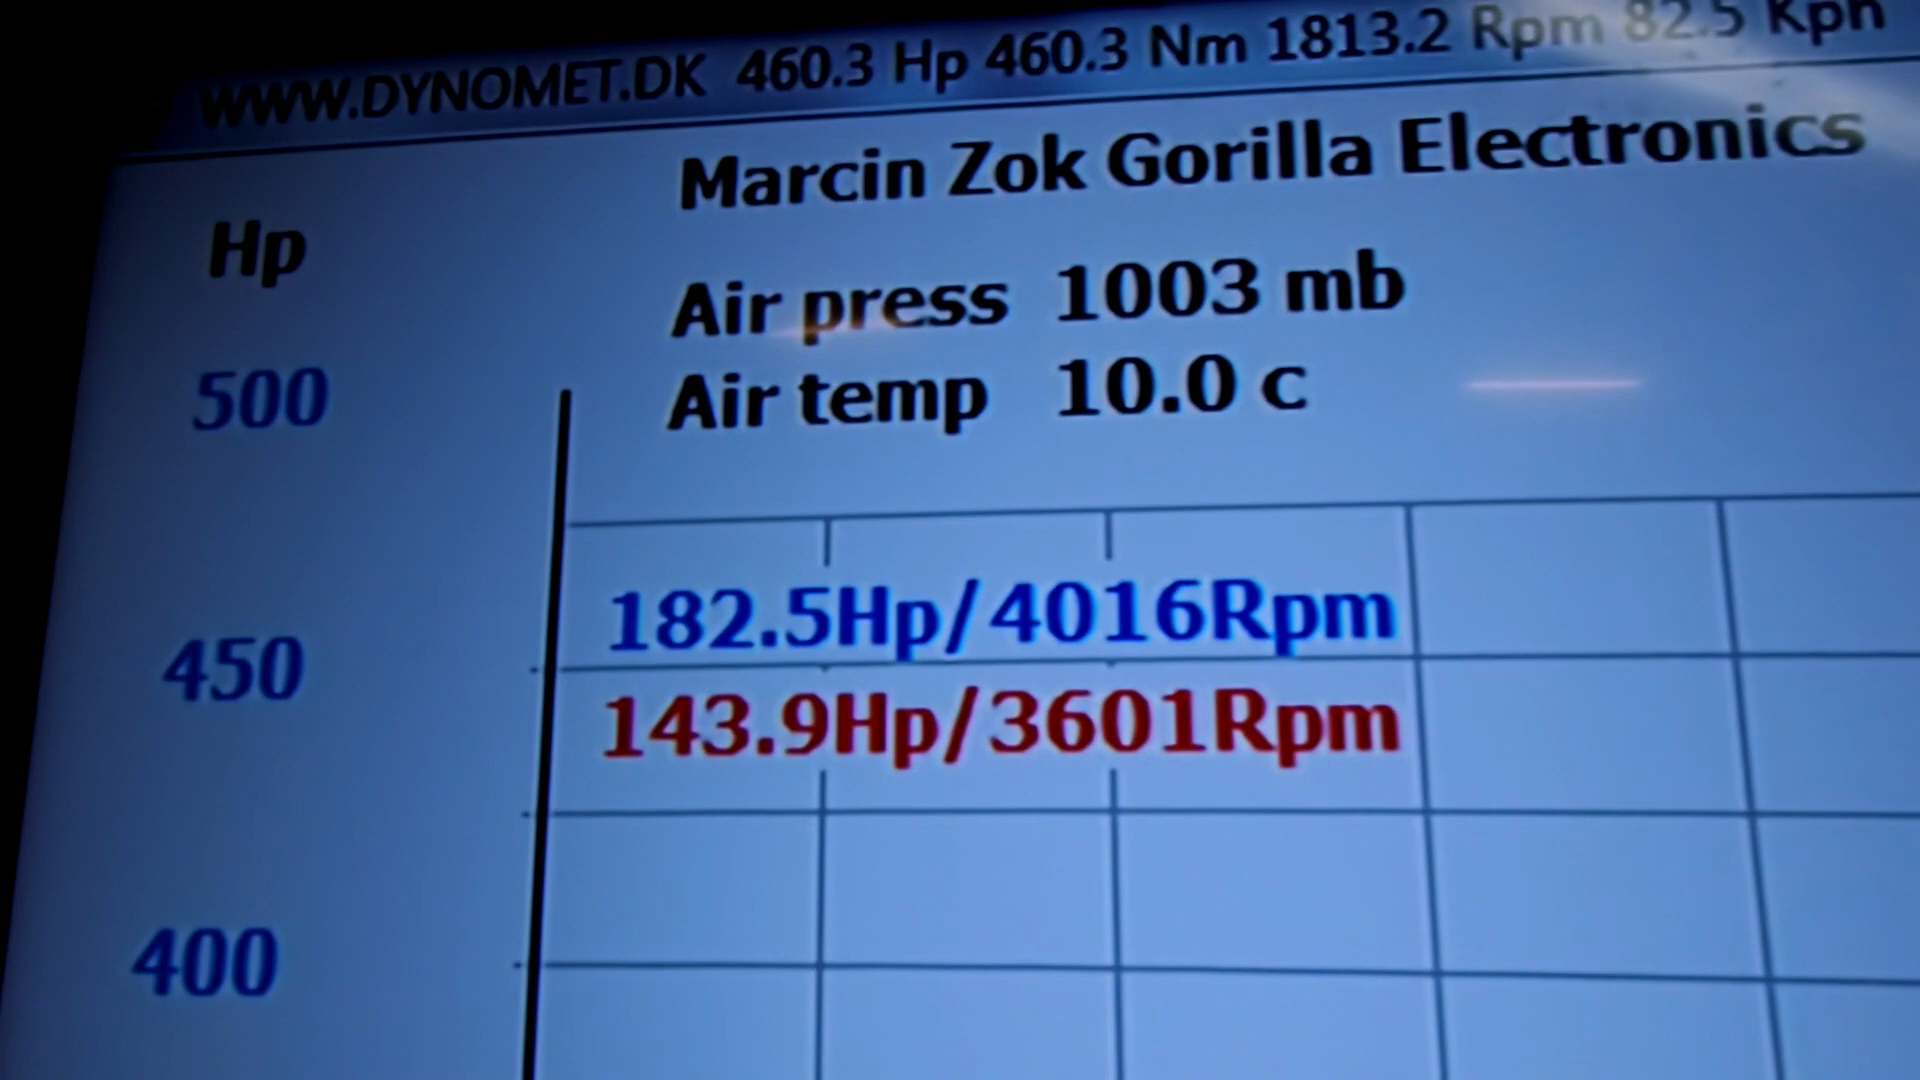 WWW.DYNOMET.DK 460.3 Hp 460.3 Nm 1813.2 Rpm 82.5 Kph
Marcin Zok Gorilla Electronics
Hp
Air press 1003 mb
Air temp 10.0 c
500
182.5Hp/4016Rpm
450
143.9Hp/3601Rpm
400